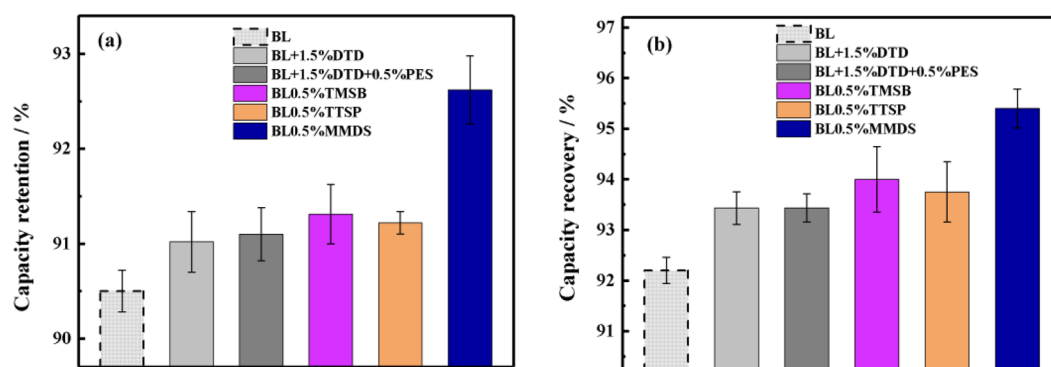 (a)
Capacity retention / %
93
92
91
90
BL
BL+1.5%DTD
BL+1.5%DTD+0.5%PES
BL0.5%TMSB
BL0.5%TTSP
BL0.5%MMDS
(b)
Capacity recovery / %
97
96
95
94
93
92
91
BL
BL+1.5%DTD
BL+1.5%DTD+0.5%PES
BL0.5%TMSB
BL0.5%TTSP
BL0.5%MMDS